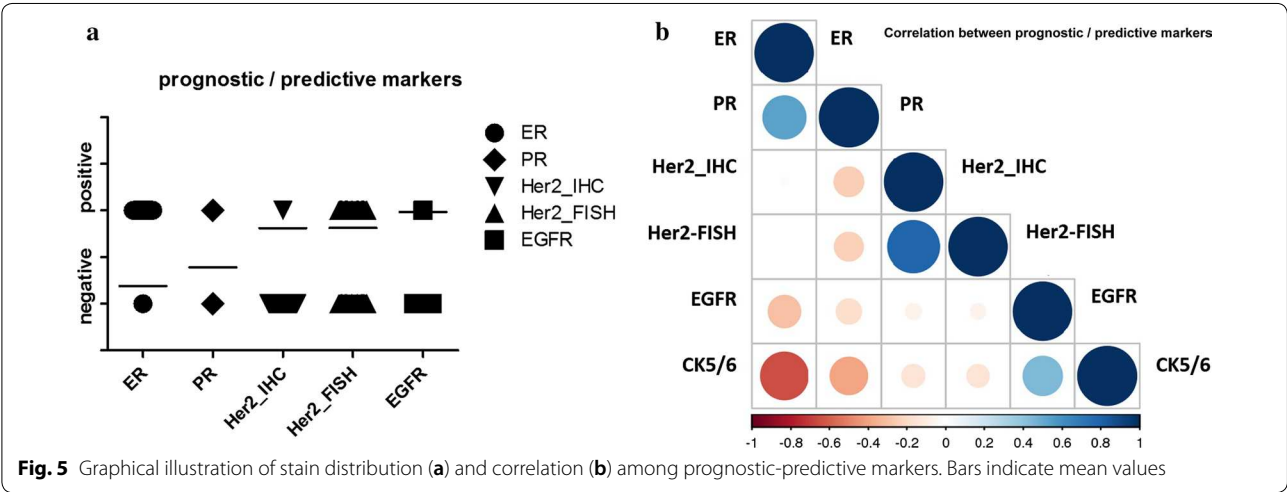 a
prognostic / predictive markers
positive
negative
ER
PR
Her2_IHC
Her2_FISH
EGFR
ER
PR
Her2_IHC
Her2_FISH
EGFR
b
Correlation between prognostic / predictive markers
ER ER
PR PR
Her2_IHC Her2_IHC
Her2-FISH Her2-FISH
EGFR EGFR
CK5/6 CK5/6
-1 -0.8 -0.6 -0.4 -0.2 0 0.2 0.4 0.6 0.8 1
Fig. 5 Graphical illustration of stain distribution (a) and correlation (b) among prognostic-predictive markers. Bars indicate mean values